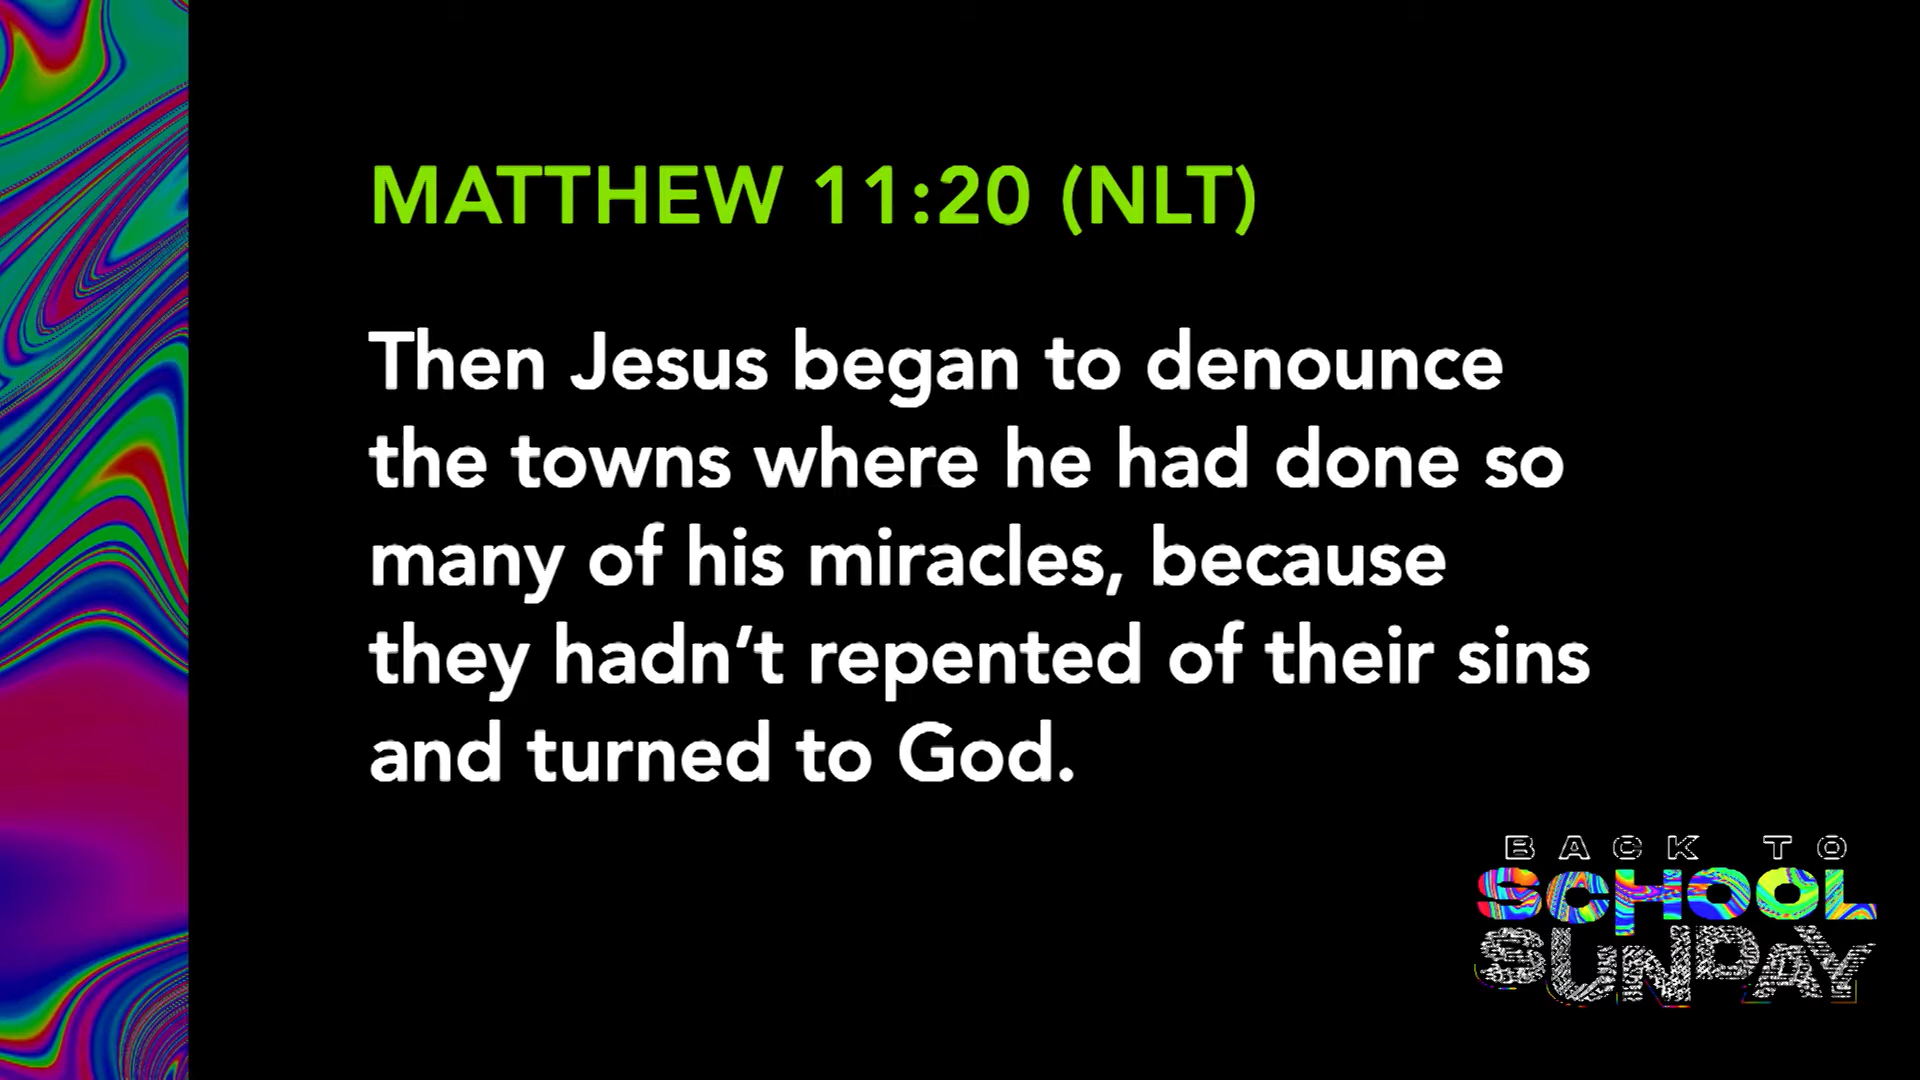 MATTHEW 11:20 (NLT)
Then Jesus began to denounce
the towns where he had done so
many of his miracles, because
they hadn’t repented of their sins
and turned to God.
BACK TO
SCHOOL
SUNDAY